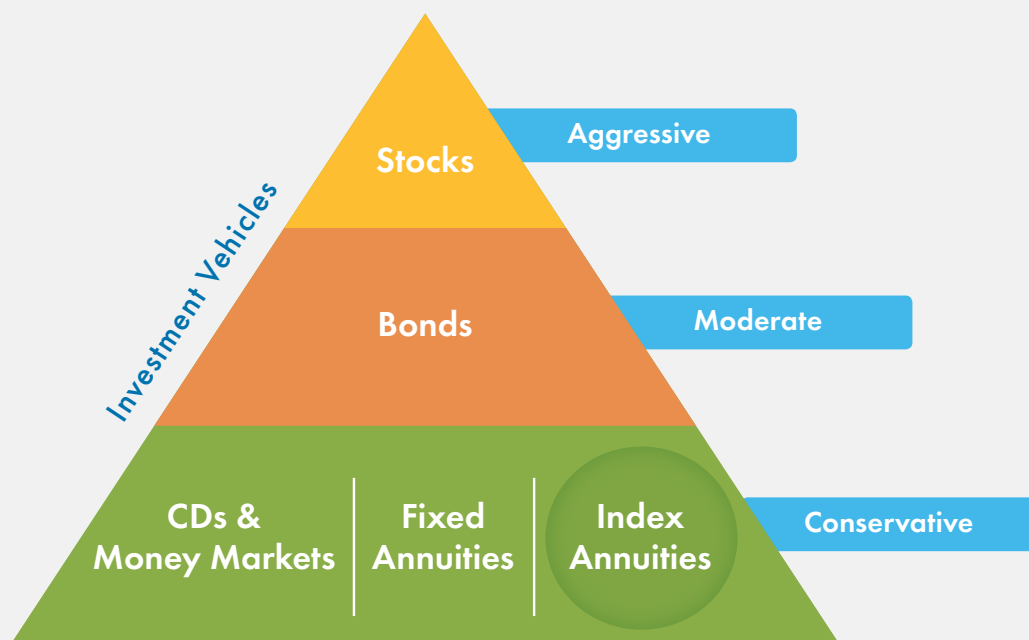 Stocks
Aggressive
Investment Vehicles
Bonds
Moderate
CDs &
Money Markets
Fixed
Annuities
Index
Annuities
Conservative